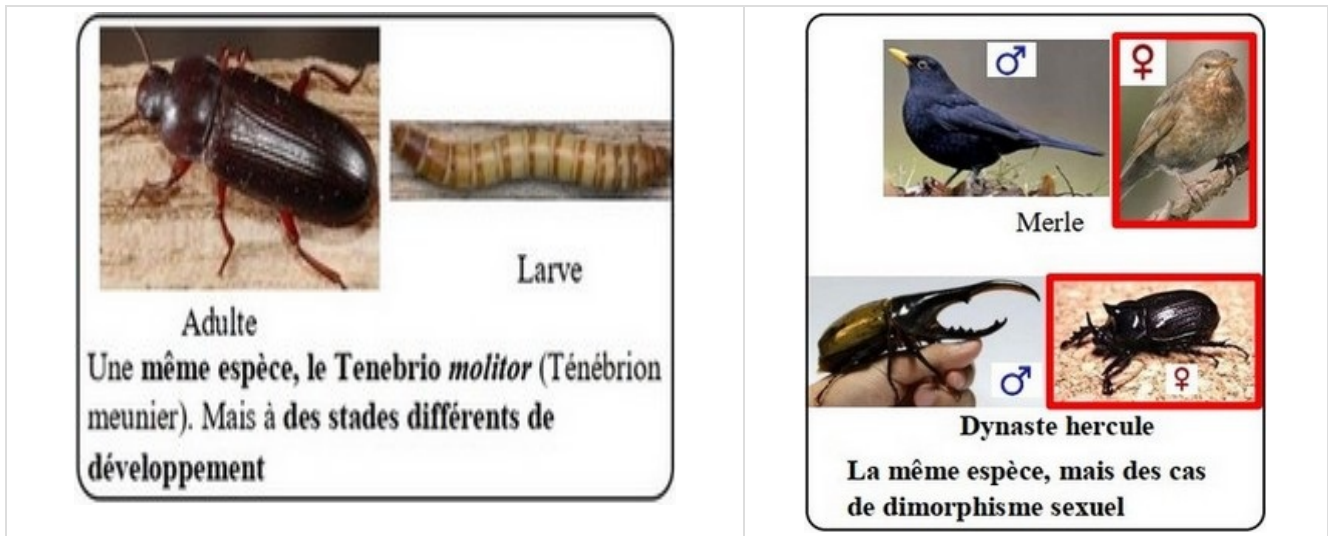 Adulte
Larve
Une même espèce, le Tenebrio molitor (Ténébrion
meunier). Mais à des stades différents de
développement
♂
♀
Merle
♂
♀
Dynaste hercule
La même espèce, mais des cas
de dimorphisme sexuel